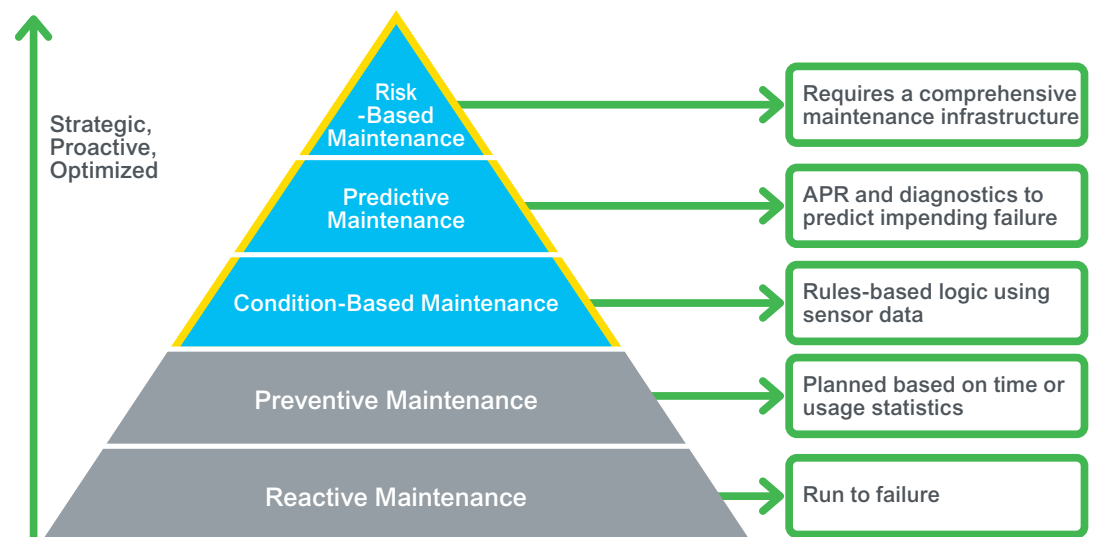 Strategic,
Proactive,
Optimized
Risk
-Based
Maintenance
Requires a comprehensive
maintenance infrastructure
Predictive
Maintenance
APR and diagnostics to
predict impending failure
Condition-Based Maintenance
Rules-based logic using
sensor data
Preventive Maintenance
Planned based on time or
usage statistics
Reactive Maintenance
Run to failure